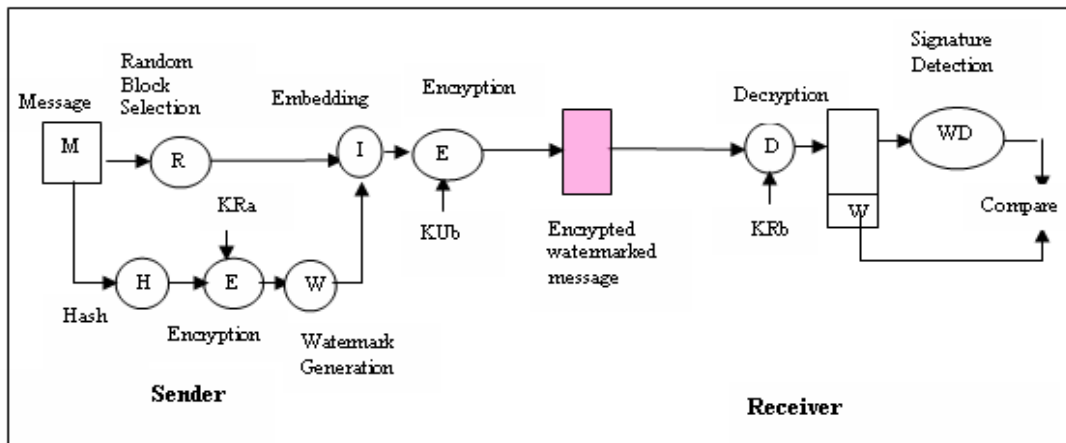 Message
M
Random
Block
Selection
R
Embedding
I
Encryption
E
KUb
KRa
H
Hash
E
Encryption
W
Watermark
Generation
Sender
Encrypted
watermarked
message
Decryption
D
KRb
W
Signature
Detection
WD
Compare
Receiver